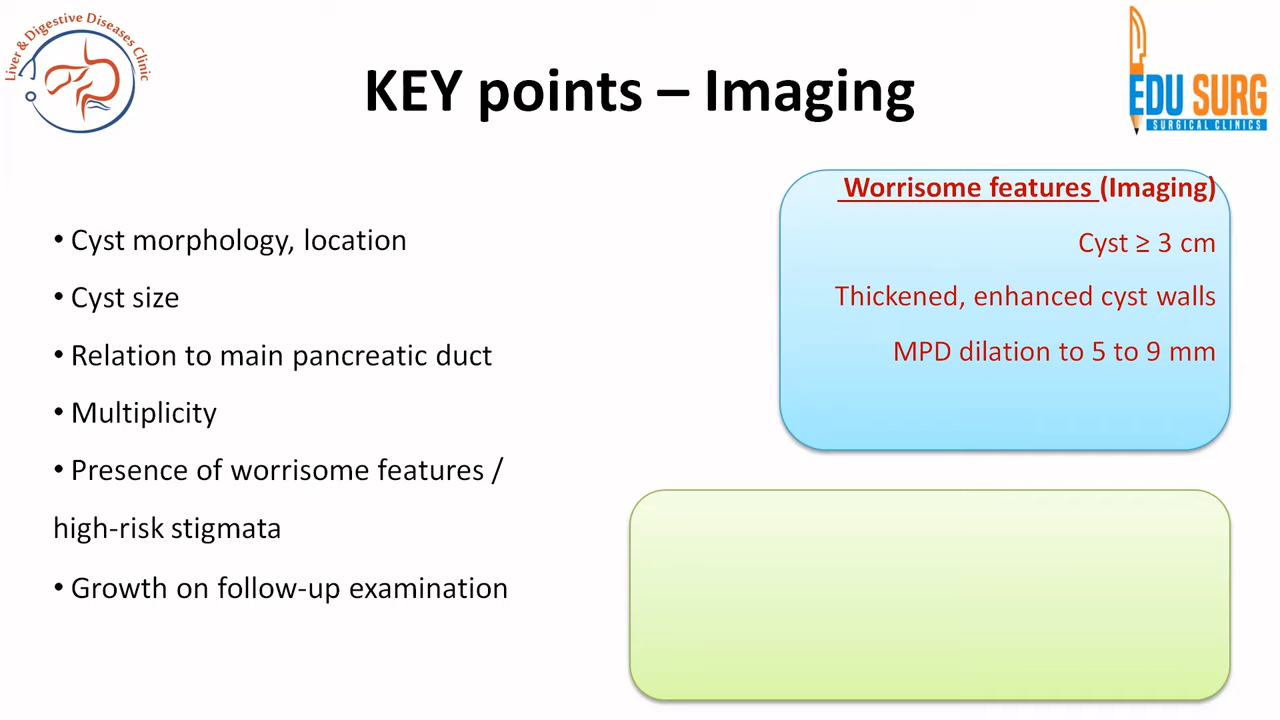 Liver & Digestive Diseases Clinic
EDU SURG
SURGICAL CLINICS
KEY points – Imaging
• Cyst morphology, location
• Cyst size
• Relation to main pancreatic duct
• Multiplicity
• Presence of worrisome features /
high-risk stigmata
• Growth on follow-up examination
Worrisome features (Imaging)
Cyst ≥ 3 cm
Thickened, enhanced cyst walls
MPD dilation to 5 to 9 mm